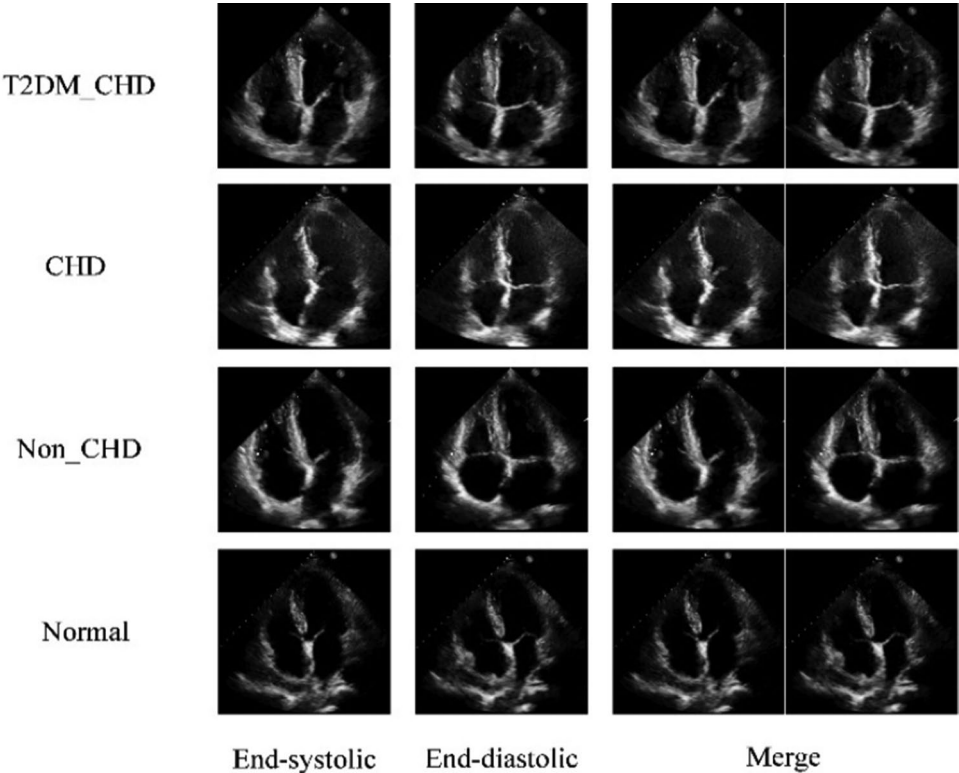 T2DM_CHD
CHD
Non_CHD
Normal
End-systolic End-diastolic Merge